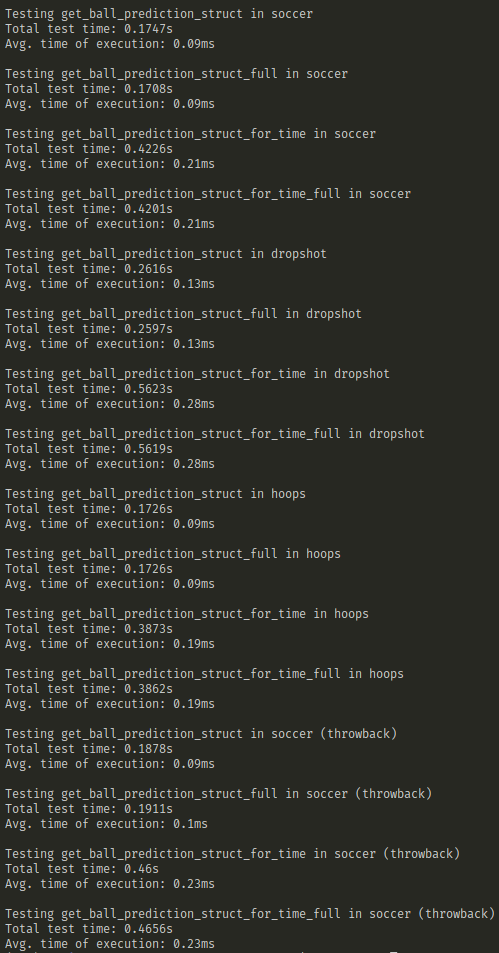 Testing get_ball_prediction_struct in soccer
Total test time: 0.1747s
Avg. time of execution: 0.09ms
Testing get_ball_prediction_struct_full in soccer
Total test time: 0.1708s
Avg. time of execution: 0.09ms
Testing get_ball_prediction_struct_for_time in soccer
Total test time: 0.4226s
Avg. time of execution: 0.21ms
Testing get_ball_prediction_struct_for_time_full in soccer
Total test time: 0.4201s
Avg. time of execution: 0.21ms
Testing get_ball_prediction_struct in dropshot
Total test time: 0.2616s
Avg. time of execution: 0.13ms
Testing get_ball_prediction_struct_full in dropshot
Total test time: 0.2597s
Avg. time of execution: 0.13ms
Testing get_ball_prediction_struct_for_time in dropshot
Total test time: 0.5623s
Avg. time of execution: 0.28ms
Testing get_ball_prediction_struct_for_time_full in dropshot
Total test time: 0.5619s
Avg. time of execution: 0.28ms
Testing get_ball_prediction_struct in hoops
Total test time: 0.1726s
Avg. time of execution: 0.09ms
Testing get_ball_prediction_struct_full in hoops
Total test time: 0.1726s
Avg. time of execution: 0.09ms
Testing get_ball_prediction_struct_for_time in hoops
Total test time: 0.3873s
Avg. time of execution: 0.19ms
Testing get_ball_prediction_struct_for_time_full in hoops
Total test time: 0.3862s
Avg. time of execution: 0.19ms
Testing get_ball_prediction_struct in soccer (throwback)
Total test time: 0.1878s
Avg. time of execution: 0.09ms
Testing get_ball_prediction_struct_full in soccer (throwback)
Total test time: 0.1911s
Avg. time of execution: 0.1ms
Testing get_ball_prediction_struct_for_time in soccer (throwback)
Total test time: 0.46s
Avg. time of execution: 0.23ms
Testing get_ball_prediction_struct_for_time_full in soccer (throwback)
Total test time: 0.4656s
Avg. time of execution: 0.23ms